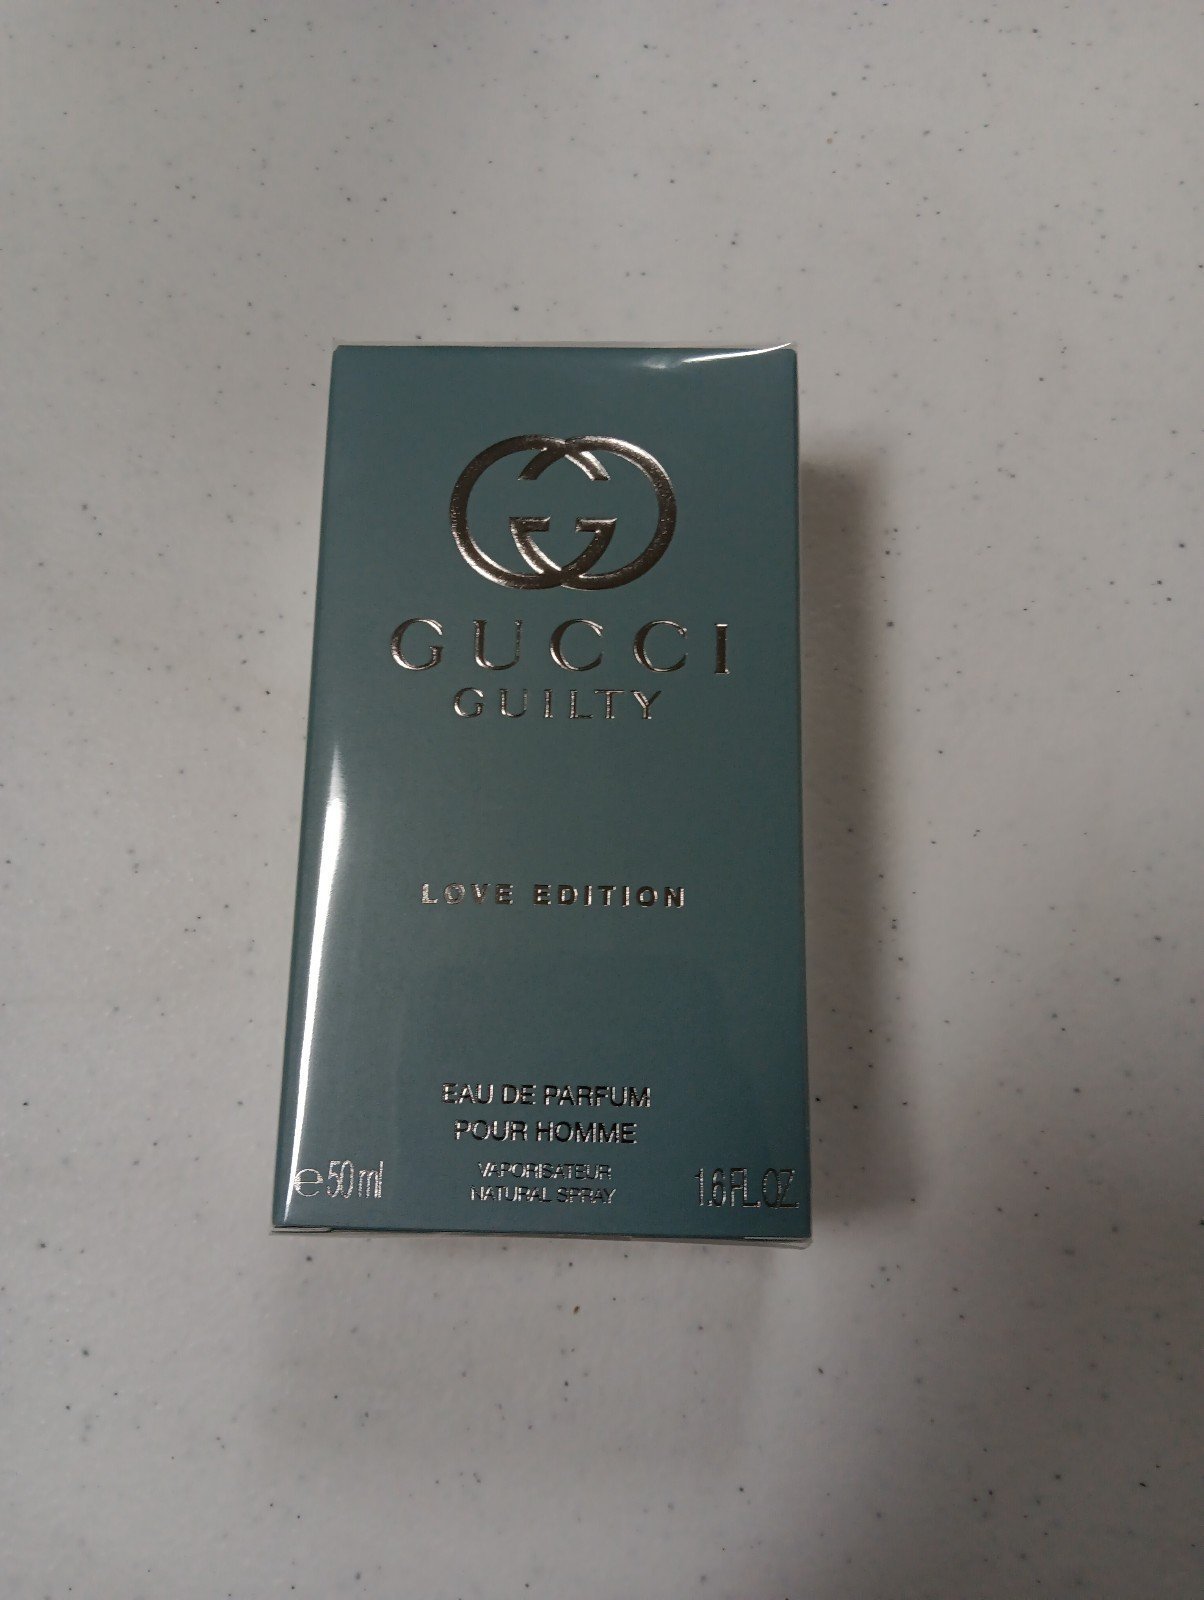 GUCCI
GUILTY
LOVE EDITION
EAU DE PARFUM
POUR HOMME
VAPORISATEUR
NATURAL SPRAY
℮50 ml
1.6 FL.OZ.